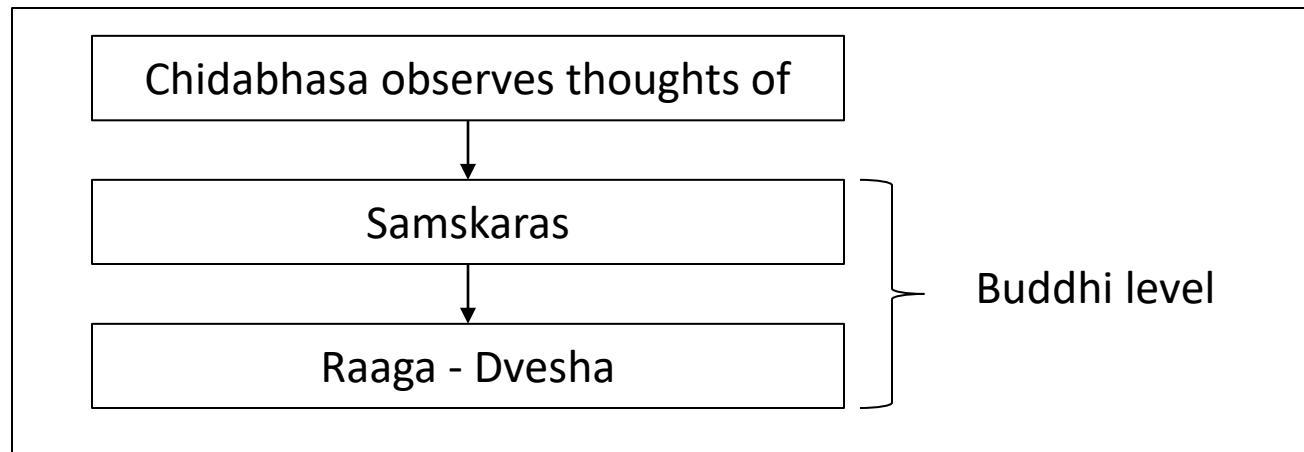 Chidabhasa observes thoughts of
Samskaras
Buddhi level
Raaga - Dvesha